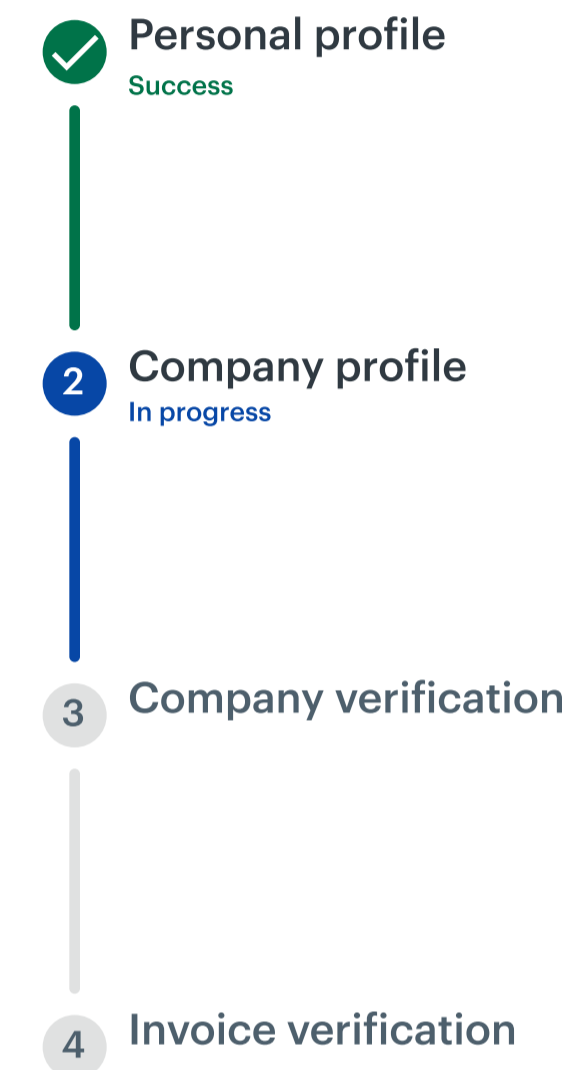 Personal profile
Success
2
Company profile
In progress
3
Company verification
4
Invoice verification